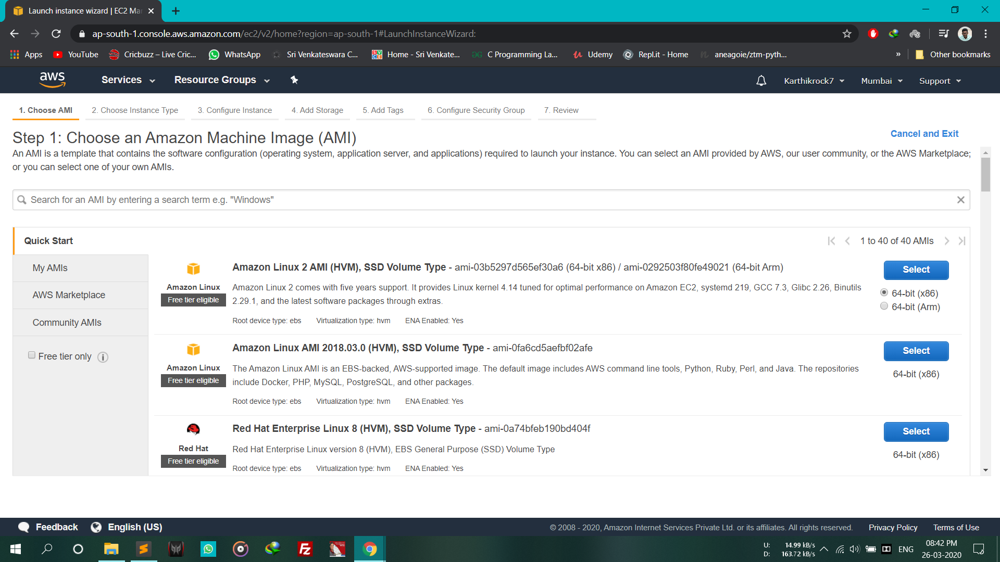 Launch instance wizard | EC2 Mar
ap-south-1.console.aws.amazon.com/ec2/v2/home?region=ap-south-1#LaunchInstanceWizard:
Apps YouTube Cricbuzz – Live Cric... WhatsApp Sri Venkateswara C... Home - Sri Venkate... C Programming La... Udemy Repl.it - Home aneagoie/ztm-pyth... » Other bookmarks
aws Services Resource Groups Karthikrock7 Mumbai Support
1. Choose AMI 2. Choose Instance Type 3. Configure Instance 4. Add Storage 5. Add Tags 6. Configure Security Group 7. Review
Step 1: Choose an Amazon Machine Image (AMI)
Cancel and Exit
An AMI is a template that contains the software configuration (operating system, application server, and applications) required to launch your instance. You can select an AMI provided by AWS, our user community, or the AWS Marketplace;
or you can select one of your own AMIs.
Search for an AMI by entering a search term e.g. "Windows"
Quick Start
1 to 40 of 40 AMIs
My AMIs
AWS Marketplace
Community AMIs
Free tier only
Amazon Linux
Free tier eligible
Amazon Linux 2 AMI (HVM), SSD Volume Type - ami-03b5297d565ef30a6 (64-bit x86) / ami-0292503f80fe49021 (64-bit Arm)
Amazon Linux 2 comes with five years support. It provides Linux kernel 4.14 tuned for optimal performance on Amazon EC2, systemd 219, GCC 7.3, Glibc 2.26, Binutils
2.29.1, and the latest software packages through extras.
Root device type: ebs Virtualization type: hvm ENA Enabled: Yes
Select
64-bit (x86)
64-bit (Arm)
Amazon Linux
Free tier eligible
Amazon Linux AMI 2018.03.0 (HVM), SSD Volume Type - ami-0fa6cd5aefbf02afe
The Amazon Linux AMI is an EBS-backed, AWS-supported image. The default image includes AWS command line tools, Python, Ruby, Perl, and Java. The repositories
include Docker, PHP, MySQL, PostgreSQL, and other packages.
Root device type: ebs Virtualization type: hvm ENA Enabled: Yes
Select
64-bit (x86)
Red Hat
Free tier eligible
Red Hat Enterprise Linux 8 (HVM), SSD Volume Type - ami-0a74bfeb190bd404f
Red Hat Enterprise Linux version 8 (HVM), EBS General Purpose (SSD) Volume Type
Root device type: ebs Virtualization type: hvm ENA Enabled: Yes
Select
64-bit (x86)
Feedback English (US) © 2008 - 2020, Amazon Internet Services Private Ltd. or its affiliates. All rights reserved. Privacy Policy Terms of Use
U: 14.99 kB/s
D: 163.72 kB/s
ENG
08:42 PM
26-03-2020